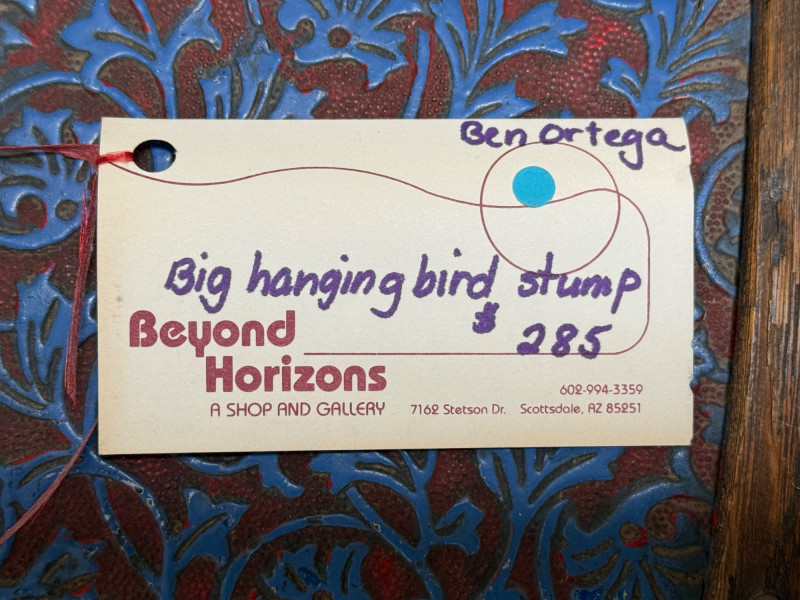 Ben Ortega
Big hanging bird stump
$ 285
Beyond
Horizons
A SHOP AND GALLERY
602-994-3359
7162 Stetson Dr. Scottsdale, AZ 85251